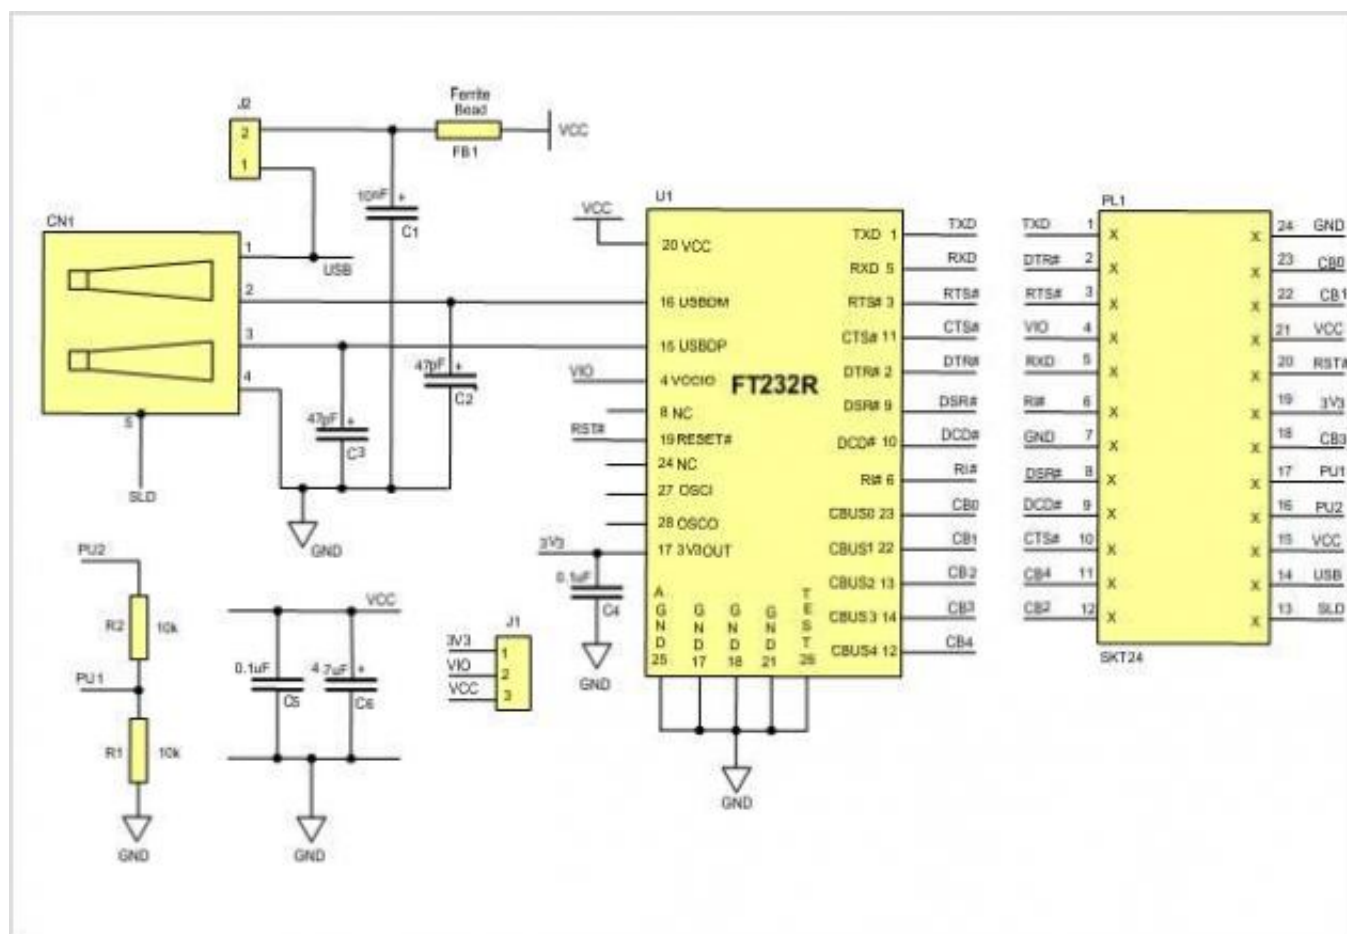 J2
2
1
Ferrite
Bead
FB1
VCC
10nF +
C1
CN1
1
USB
2
3
4
5
SLD
47pF +
C2
47pF +
C3
GND
PU2
R2 10k
PU1
R1 10k
GND
VCC
0.1uF
C5
4.7uF +
C6
GND
J1
3V3 1
VIO 2
VCC 3
U1
FT232R
VCC
20 VCC
16 USBDM
15 USBDP
VIO 4 VCCIO
8 NC
RST# 19 RESET#
24 NC
27 OSCI
28 OSCO
3V3 17 3V3OUT
0.1uF
C4
GND
TXD 1 TXD
RXD 5 RXD
RTS# 3 RTS#
CTS# 11 CTS#
DTR# 2 DTR#
DSR# 9 DSR#
DCD# 10 DCD#
RI# 6 RI#
CBUS0 23 CB0
CBUS1 22 CB1
CBUS2 13 CB2
CBUS3 14 CB3
CBUS4 12 CB4
AGND 25
GND 17
GND 18
GND 21
TEST 26
GND
PL1
TXD 1 X X 24 GND
DTR# 2 X X 23 CB0
RTS# 3 X X 22 CB1
VIO 4 X X 21 VCC
RXD 5 X X 20 RST#
RI# 6 X X 19 3V3
GND 7 X X 18 CB3
DSR# 8 X X 17 PU1
DCD# 9 X X 16 PU2
CTS# 10 X X 15 VCC
CB4 11 X X 14 USB
CB2 12 X X 13 SLD
SKT24